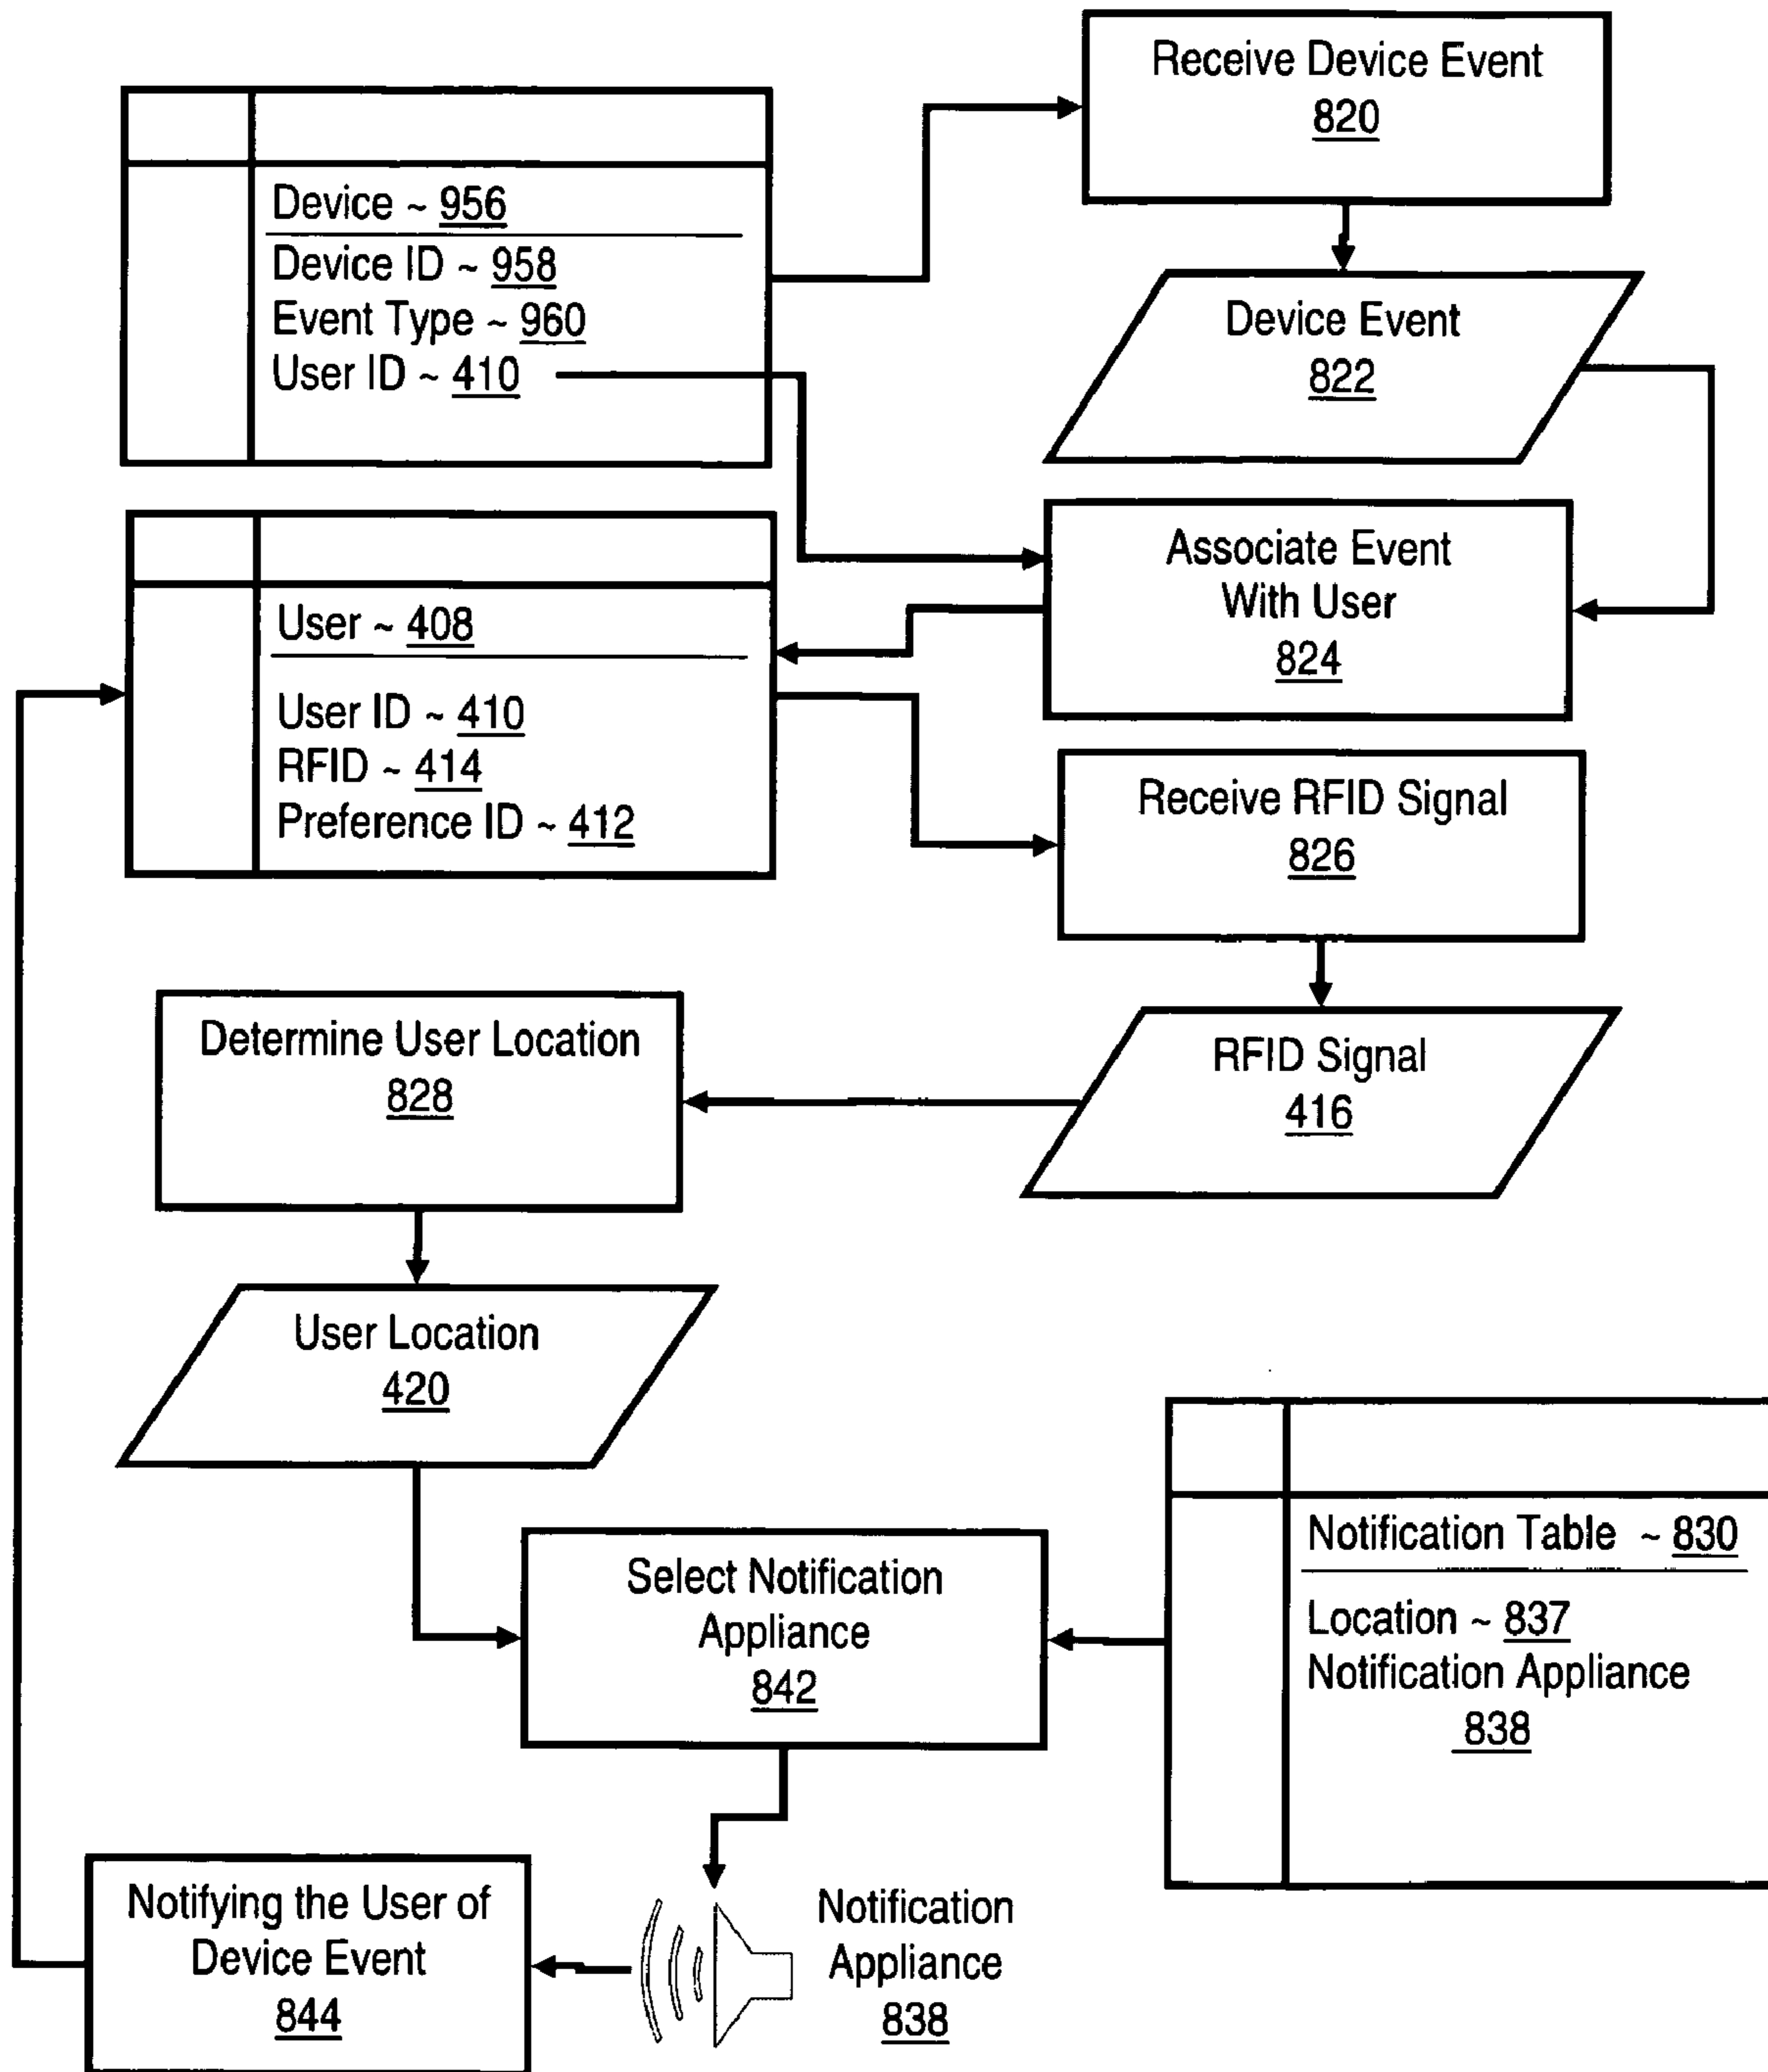 Receive Device Event
820
Device ~ 956
Device ID ~ 958
Event Type ~ 960
User ID ~ 410
Device Event
822
Associate Event
With User
824
User ~ 408
User ID ~ 410
RFID ~ 414
Preference ID ~ 412
Receive RFID Signal
826
Determine User Location
828
RFID Signal
416
User Location
420
Notification Table ~ 830
Location ~ 837
Notification Appliance
838
Select Notification
Appliance
842
Notifying the User of
Device Event
844
Notification
Appliance
838